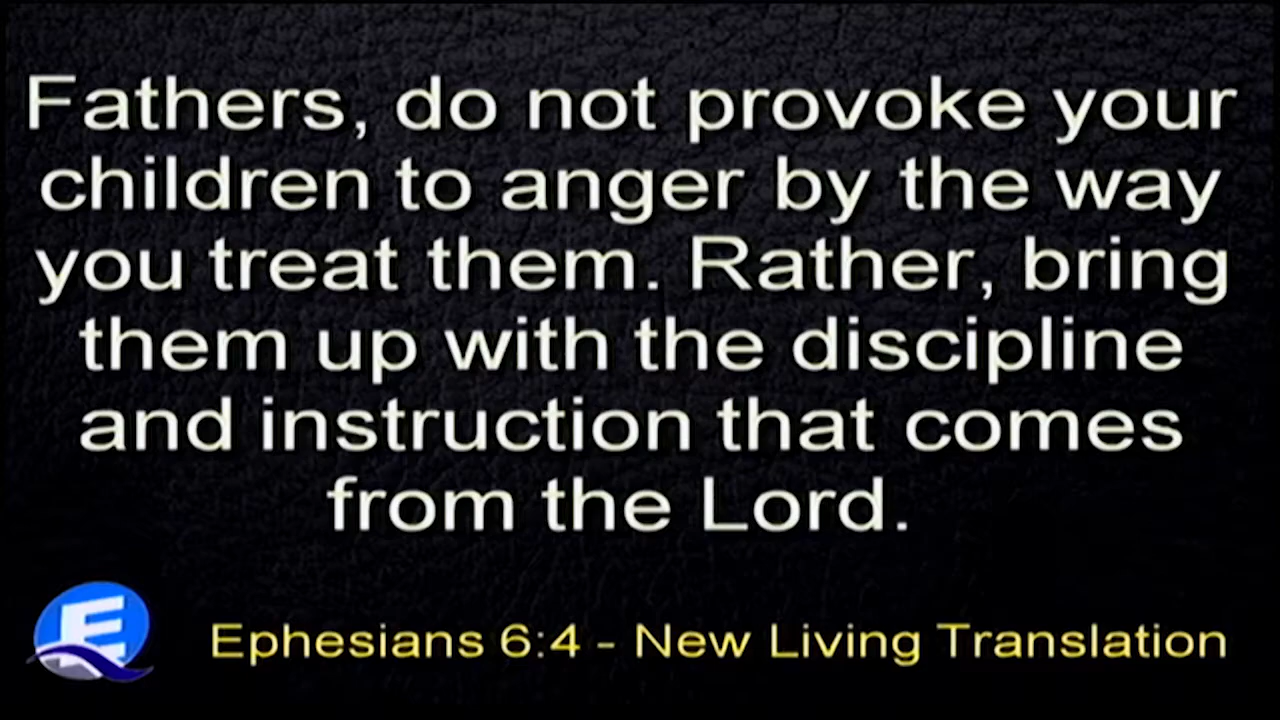 Fathers, do not provoke your
children to anger by the way
you treat them. Rather, bring
them up with the discipline
and instruction that comes
from the Lord.
E
Ephesians 6:4 - New Living Translation